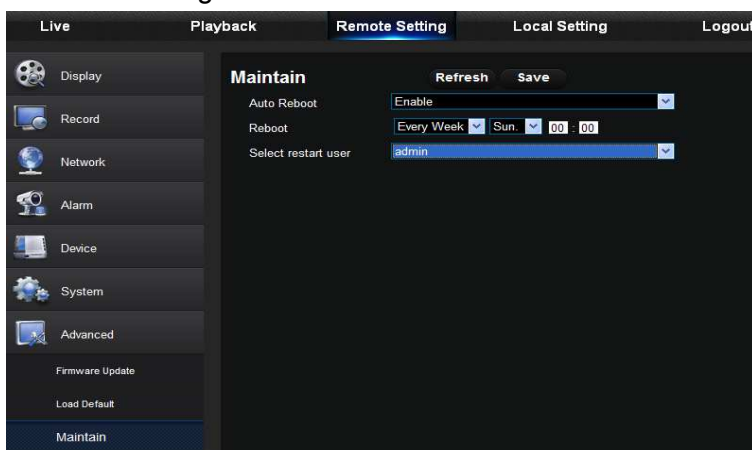 Live Playback Remote Setting Local Setting Logout
Display
Record
Network
Alarm
Device
System
Advanced
Firmware Update
Load Default
Maintain
Maintain Refresh Save
Auto Reboot Enable
Reboot Every Week Sun. 00 : 00
Select restart user admin